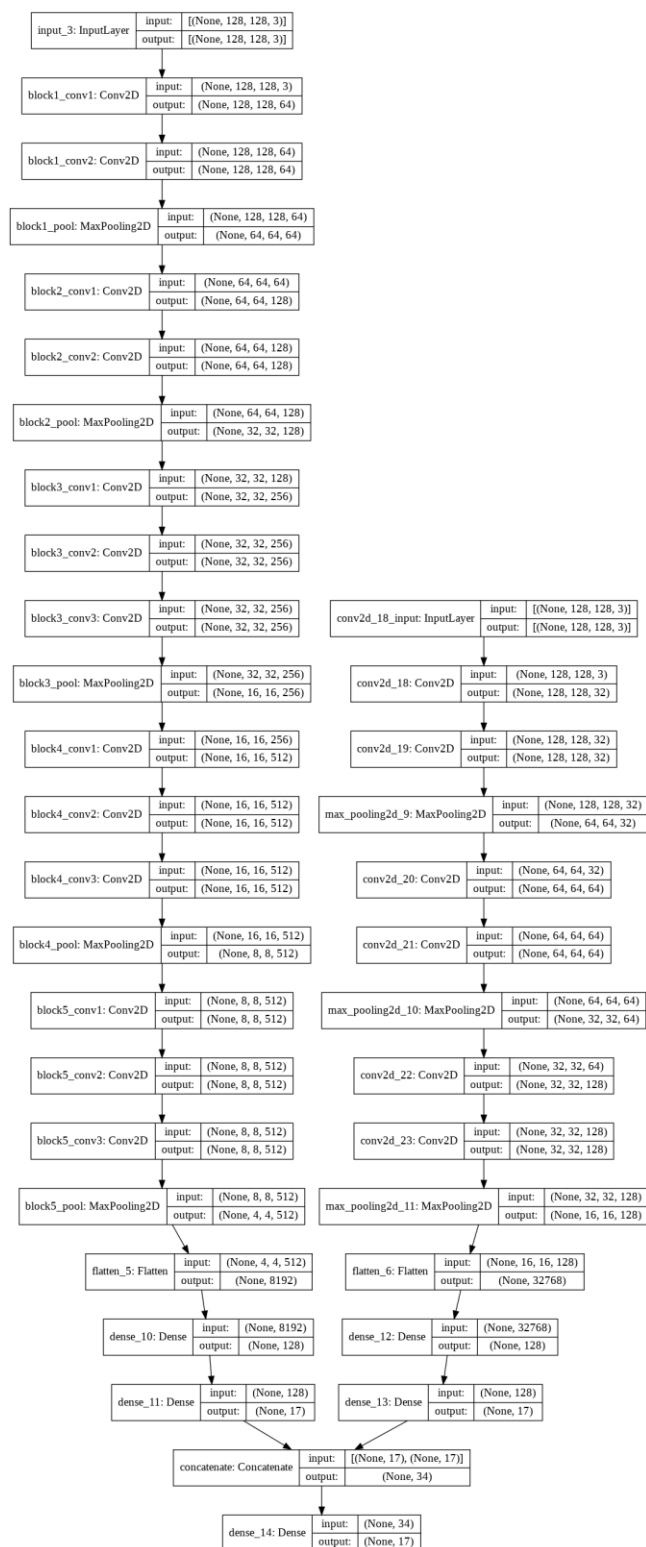 input_3: InputLayer input: [(None, 128, 128, 3)]
output: [(None, 128, 128, 3)]
block1_conv1: Conv2D input: (None, 128, 128, 3)
output: (None, 128, 128, 64)
block1_conv2: Conv2D input: (None, 128, 128, 64)
output: (None, 128, 128, 64)
block1_pool: MaxPooling2D input: (None, 128, 128, 64)
output: (None, 64, 64, 64)
block2_conv1: Conv2D input: (None, 64, 64, 64)
output: (None, 64, 64, 128)
block2_conv2: Conv2D input: (None, 64, 64, 128)
output: (None, 64, 64, 128)
block2_pool: MaxPooling2D input: (None, 64, 64, 128)
output: (None, 32, 32, 128)
block3_conv1: Conv2D input: (None, 32, 32, 128)
output: (None, 32, 32, 256)
block3_conv2: Conv2D input: (None, 32, 32, 256)
output: (None, 32, 32, 256)
block3_conv3: Conv2D input: (None, 32, 32, 256)
output: (None, 32, 32, 256)
block3_pool: MaxPooling2D input: (None, 32, 32, 256)
output: (None, 16, 16, 256)
block4_conv1: Conv2D input: (None, 16, 16, 256)
output: (None, 16, 16, 512)
block4_conv2: Conv2D input: (None, 16, 16, 512)
output: (None, 16, 16, 512)
block4_conv3: Conv2D input: (None, 16, 16, 512)
output: (None, 16, 16, 512)
block4_pool: MaxPooling2D input: (None, 16, 16, 512)
output: (None, 8, 8, 512)
block5_conv1: Conv2D input: (None, 8, 8, 512)
output: (None, 8, 8, 512)
block5_conv2: Conv2D input: (None, 8, 8, 512)
output: (None, 8, 8, 512)
block5_conv3: Conv2D input: (None, 8, 8, 512)
output: (None, 8, 8, 512)
block5_pool: MaxPooling2D input: (None, 8, 8, 512)
output: (None, 4, 4, 512)
flatten_5: Flatten input: (None, 4, 4, 512)
output: (None, 8192)
dense_10: Dense input: (None, 8192)
output: (None, 128)
dense_11: Dense input: (None, 128)
output: (None, 17)
conv2d_18_input: InputLayer input: [(None, 128, 128, 3)]
output: [(None, 128, 128, 3)]
conv2d_18: Conv2D input: (None, 128, 128, 3)
output: (None, 128, 128, 32)
conv2d_19: Conv2D input: (None, 128, 128, 32)
output: (None, 128, 128, 32)
max_pooling2d_9: MaxPooling2D input: (None, 128, 128, 32)
output: (None, 64, 64, 32)
conv2d_20: Conv2D input: (None, 64, 64, 32)
output: (None, 64, 64, 64)
conv2d_21: Conv2D input: (None, 64, 64, 64)
output: (None, 64, 64, 64)
max_pooling2d_10: MaxPooling2D input: (None, 64, 64, 64)
output: (None, 32, 32, 64)
conv2d_22: Conv2D input: (None, 32, 32, 64)
output: (None, 32, 32, 128)
conv2d_23: Conv2D input: (None, 32, 32, 128)
output: (None, 32, 32, 128)
max_pooling2d_11: MaxPooling2D input: (None, 32, 32, 128)
output: (None, 16, 16, 128)
flatten_6: Flatten input: (None, 16, 16, 128)
output: (None, 32768)
dense_12: Dense input: (None, 32768)
output: (None, 128)
dense_13: Dense input: (None, 128)
output: (None, 17)
concatenate: Concatenate input: [(None, 17), (None, 17)]
output: (None, 34)
dense_14: Dense input: (None, 34)
output: (None, 17)